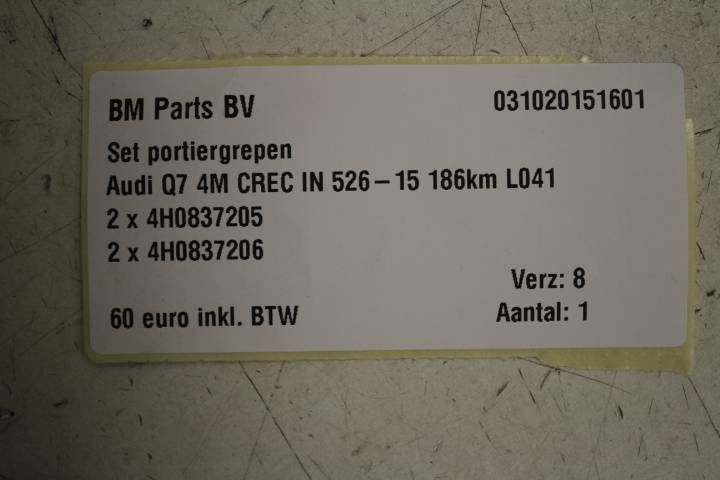 BM Parts BV 031020151601
Set portiergrepen
Audi Q7 4M CREC IN 526-15 186km L041
2 x 4H0837205
2 x 4H0837206
Verz: 8
60 euro inkl. BTW Aantal: 1